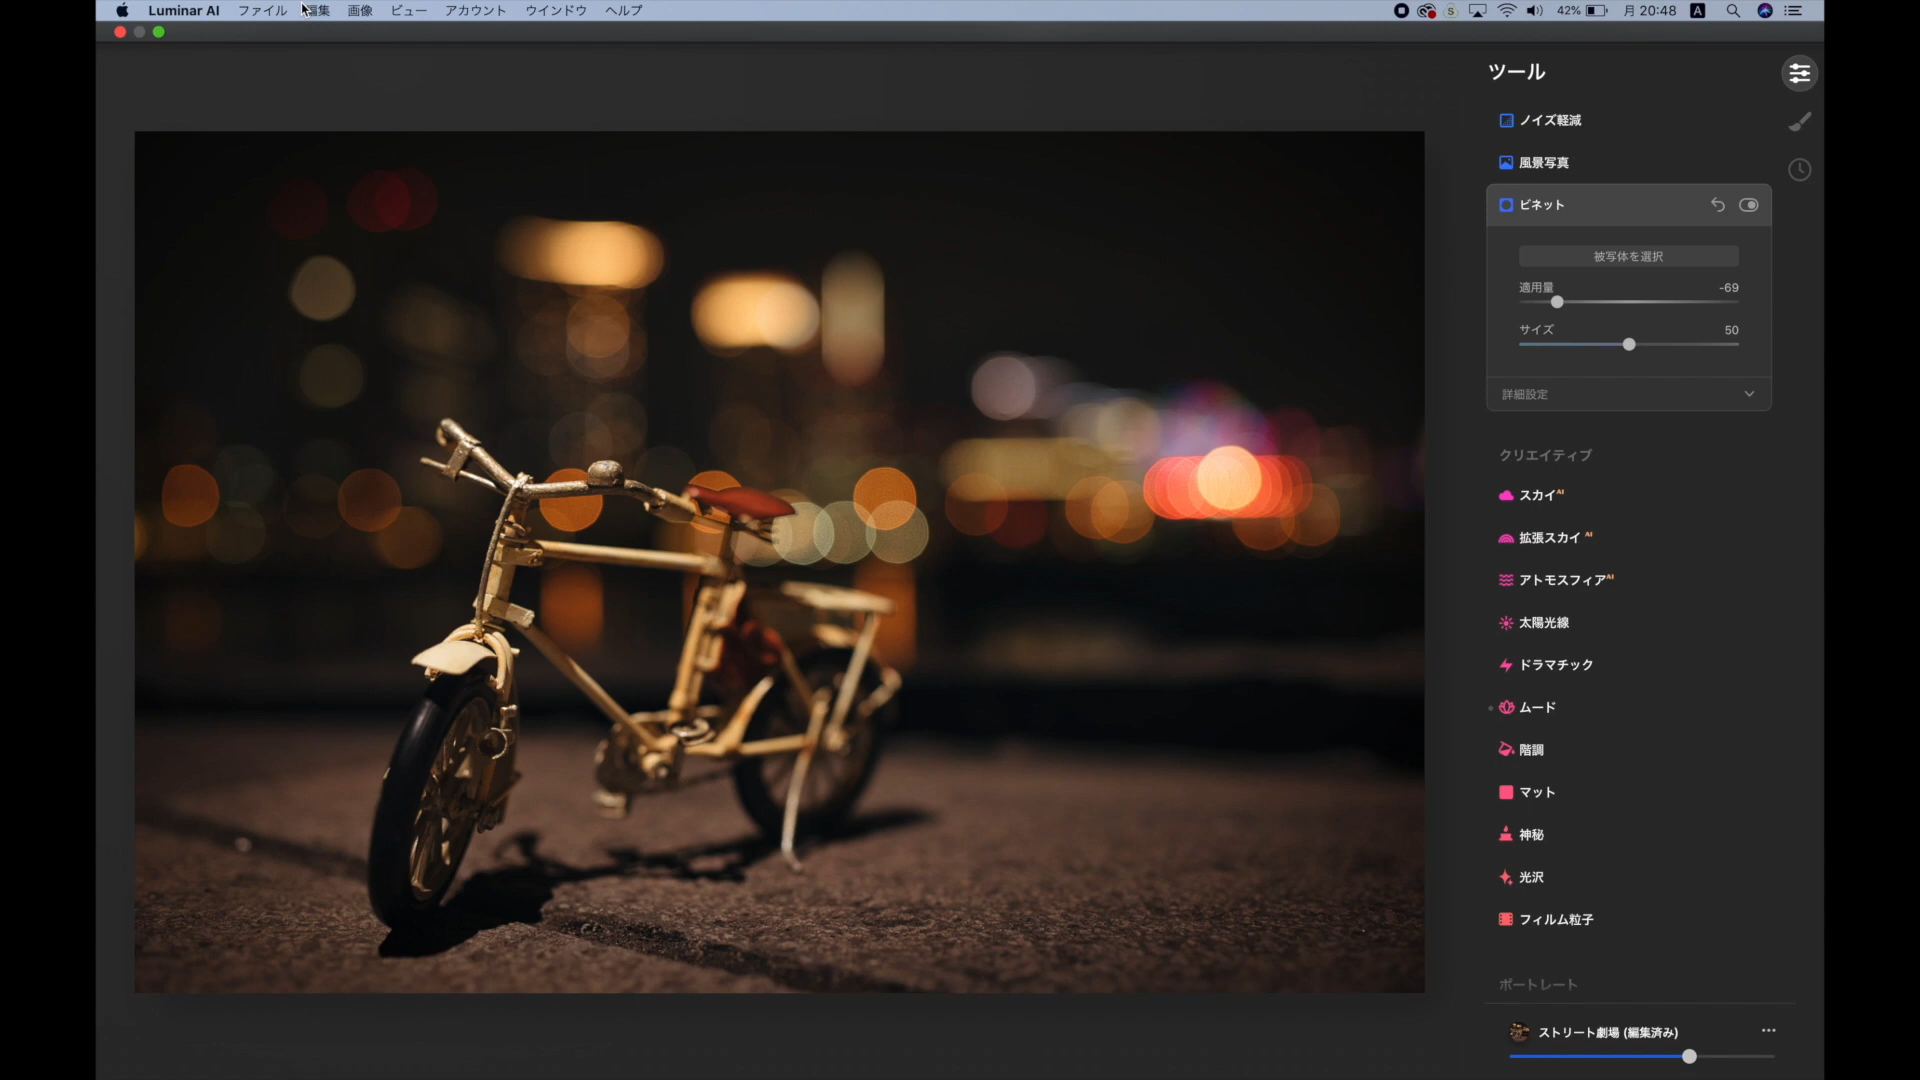 Luminar AI ファイル 編集 画像 ビュー アカウント ウインドウ ヘルプ S 42% 月 20:48 A
ツール
ノイズ軽減
風景写真
ビネット
被写体を選択
適用量 -69
サイズ 50
詳細設定
クリエイティブ
スカイAI
拡張スカイ AI
アトモスフィアAI
太陽光線
ドラマチック
ムード
階調
マット
神秘
光沢
フィルム粒子
ポートレート
ストリート劇場 (編集済み)